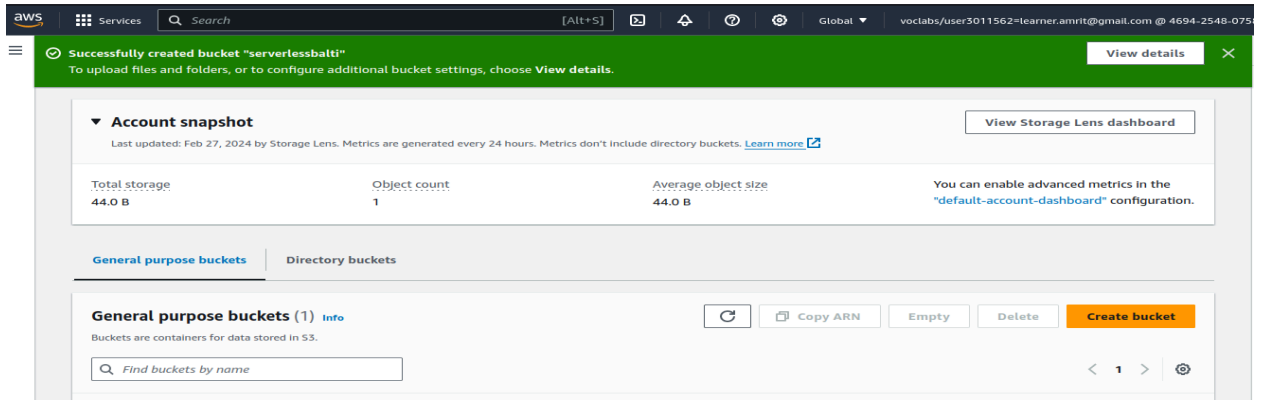 aws
Services
Search
[Alt+S]
Global
voclabs/user3011562=learner.amrit@gmail.com @ 4694-2548-075
Successfully created bucket "serverlessbalti"
To upload files and folders, or to configure additional bucket settings, choose View details.
View details
Account snapshot
View Storage Lens dashboard
Last updated: Feb 27, 2024 by Storage Lens. Metrics are generated every 24 hours. Metrics don't include directory buckets. Learn more
Total storage
44.0 B
Object count
1
Average object size
44.0 B
You can enable advanced metrics in the
"default-account-dashboard" configuration.
General purpose buckets
Directory buckets
General purpose buckets (1) Info
Buckets are containers for data stored in S3.
Copy ARN
Empty
Delete
Create bucket
Find buckets by name
1